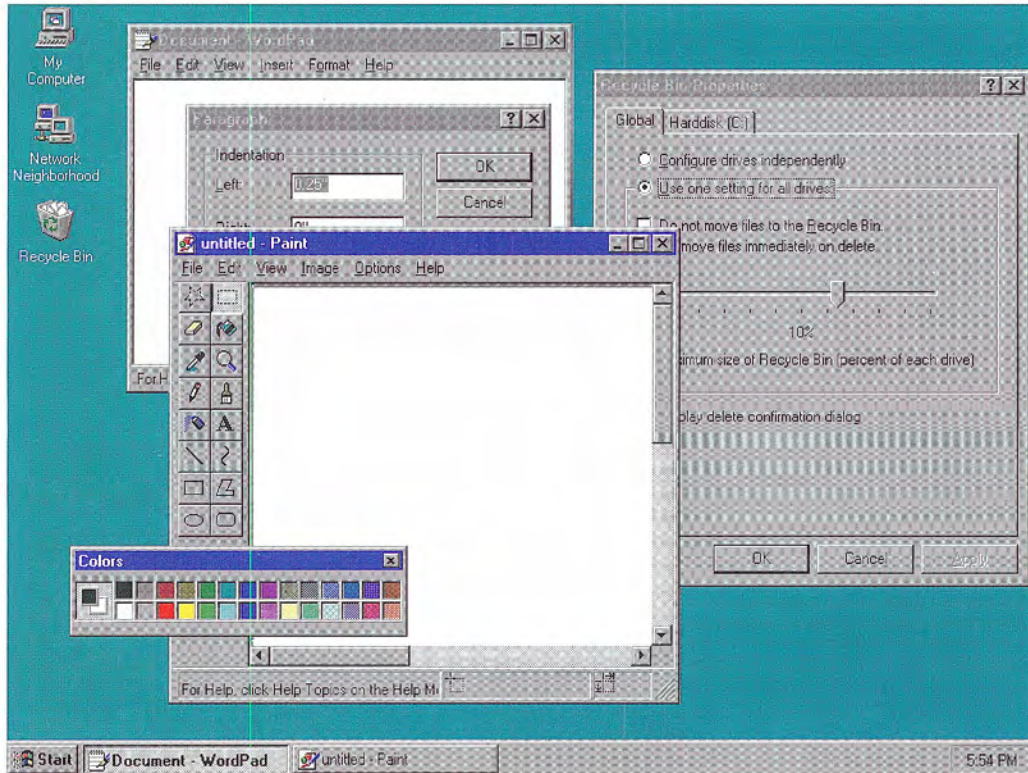 My
Computer
Network
Neighborhood
Recycle Bin
Document - WordPad
File Edit View Insert Format Help
Paragraph
Indentation
Left: 0.25"
Right: 0"
OK
Cancel
For H
Recycle Bin Properties
Global Harddisk (C:)
Configure drives independently
Use one setting for all drives:
Do not move files to the Recycle Bin.
move files immediately on delete.
10%
ximum size of Recycle Bin (percent of each drive)
play delete confirmation dialog
OK Cancel Apply
untitled - Paint
File Edit View Image Options Help
A
Colors
For Help, click Help Topics on the Help M
Start Document - WordPad untitled - Paint 5:54 PM